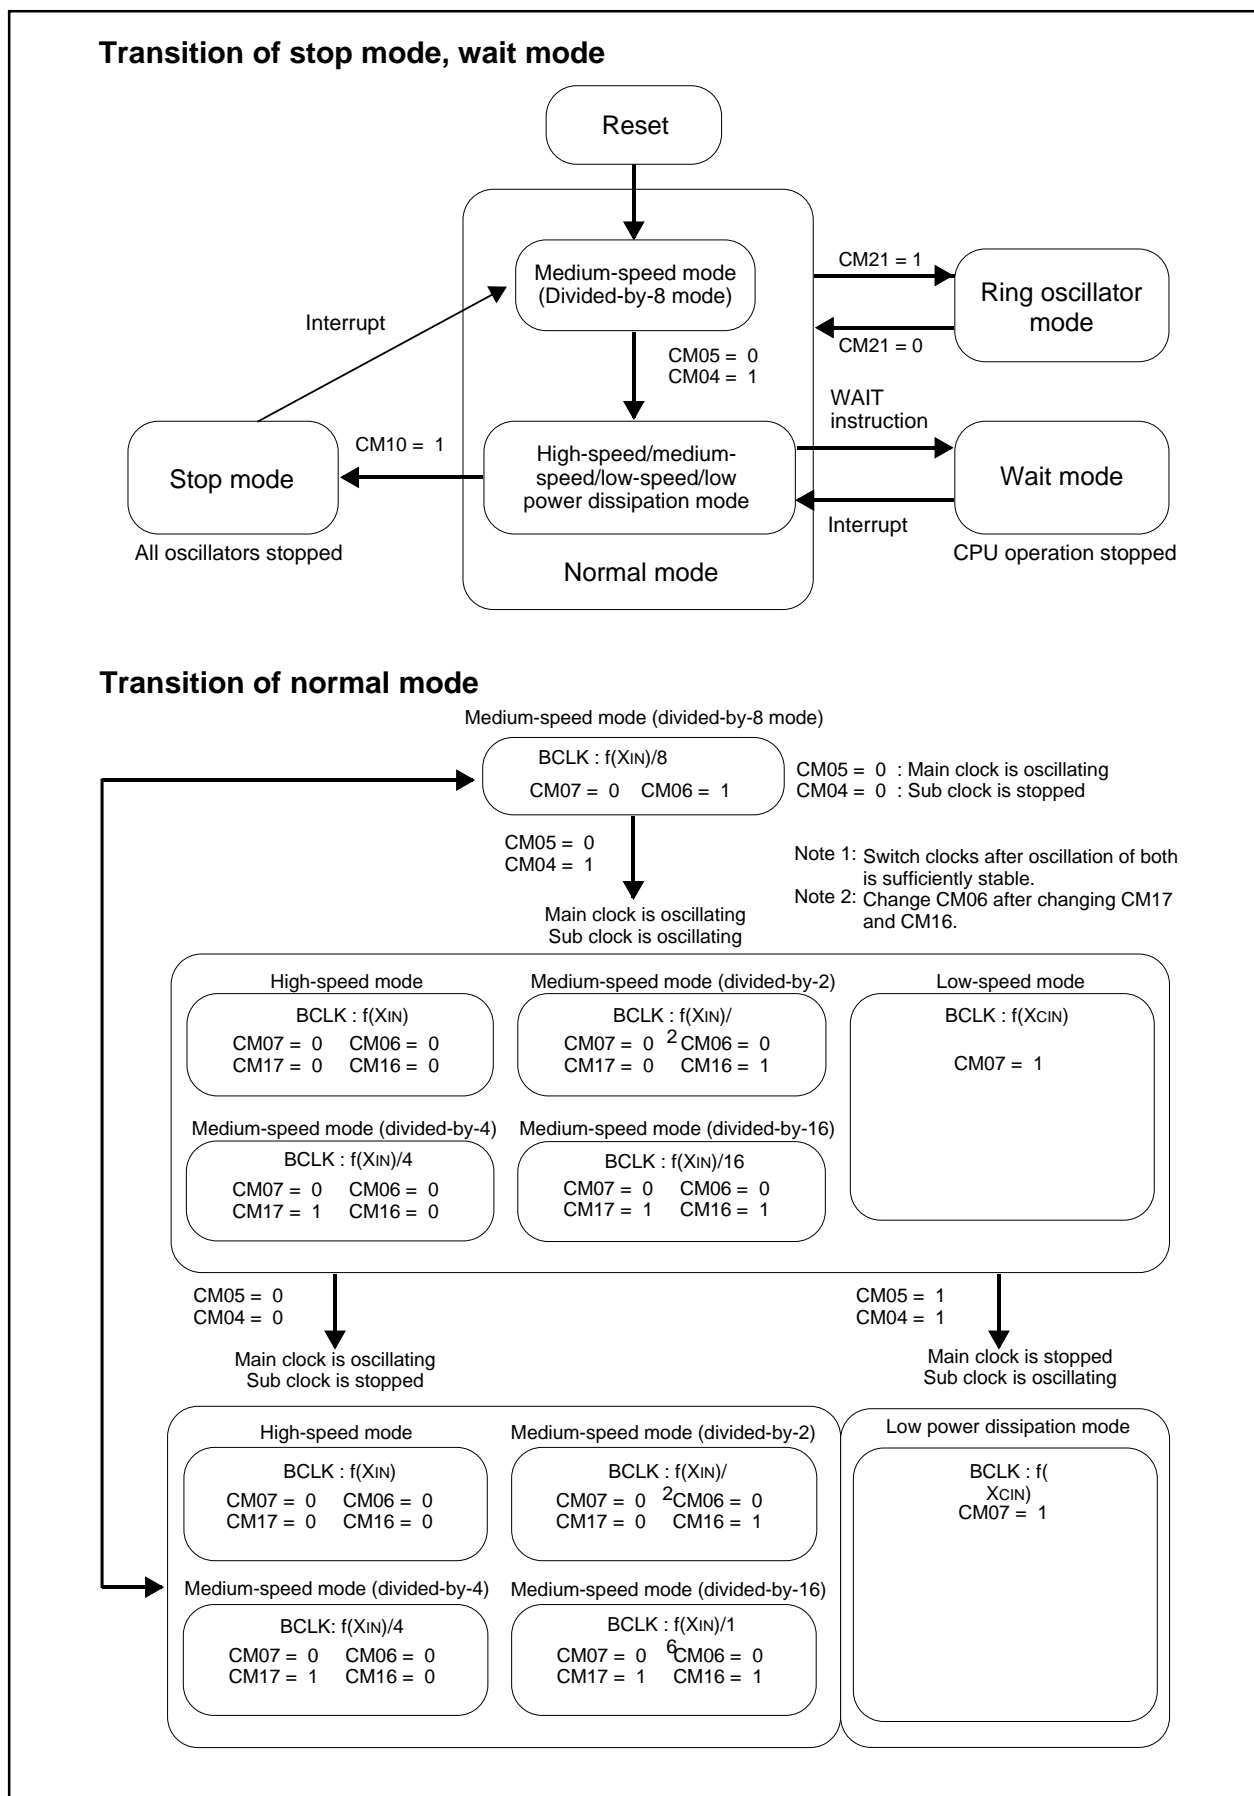 Transition of stop mode, wait mode
Reset
Medium-speed mode
(Divided-by-8 mode)
CM21 = 1
Ring oscillator
mode
CM21 = 0
Interrupt
CM05 = 0
CM04 = 1
WAIT
instruction
CM10 = 1
Stop mode
High-speed/medium-
speed/low-speed/low
power dissipation mode
Wait mode
Interrupt
All oscillators stopped
CPU operation stopped
Normal mode
Transition of normal mode
Medium-speed mode (divided-by-8 mode)
BCLK : f(XIN)/8
CM07 = 0 CM06 = 1
CM05 = 0 : Main clock is oscillating
CM04 = 0 : Sub clock is stopped
CM05 = 0
CM04 = 1
Note 1: Switch clocks after oscillation of both
is sufficiently stable.
Note 2: Change CM06 after changing CM17
and CM16.
Main clock is oscillating
Sub clock is oscillating
High-speed mode
BCLK : f(XIN)
CM07 = 0 CM06 = 0
CM17 = 0 CM16 = 0
Medium-speed mode (divided-by-2)
BCLK : f(XIN)/
2
CM07 = 0 CM06 = 0
CM17 = 0 CM16 = 1
Low-speed mode
BCLK : f(XCIN)
CM07 = 1
Medium-speed mode (divided-by-4)
BCLK : f(XIN)/4
CM07 = 0 CM06 = 0
CM17 = 1 CM16 = 0
Medium-speed mode (divided-by-16)
BCLK : f(XIN)/16
CM07 = 0 CM06 = 0
CM17 = 1 CM16 = 1
CM05 = 0
CM04 = 0
CM05 = 1
CM04 = 1
Main clock is oscillating
Sub clock is stopped
Main clock is stopped
Sub clock is oscillating
High-speed mode
BCLK : f(XIN)
CM07 = 0 CM06 = 0
CM17 = 0 CM16 = 0
Medium-speed mode (divided-by-2)
BCLK : f(XIN)/
2
CM07 = 0 CM06 = 0
CM17 = 0 CM16 = 1
Low power dissipation mode
BCLK : f(
XCIN)
CM07 = 1
Medium-speed mode (divided-by-4)
BCLK: f(XIN)/4
CM07 = 0 CM06 = 0
CM17 = 1 CM16 = 0
Medium-speed mode (divided-by-16)
BCLK : f(XIN)/1
6
CM07 = 0 CM06 = 0
CM17 = 1 CM16 = 1